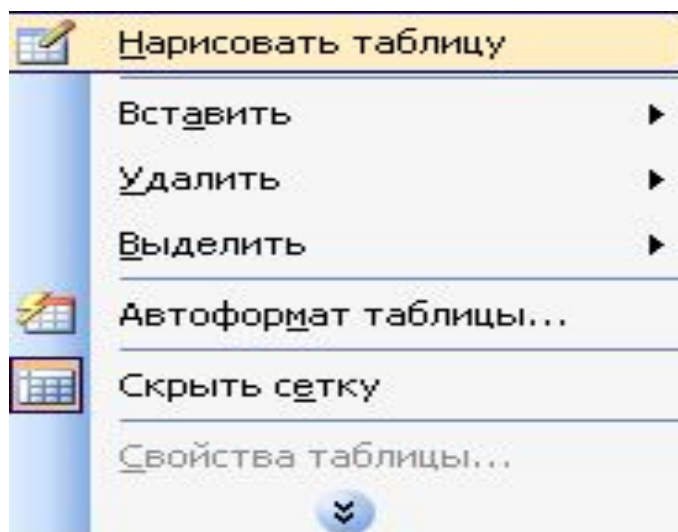 Нарисовать таблицу
Вставить
Удалить
Выделить
Автоформат таблицы...
Скрыть сетку
Свойства таблицы...